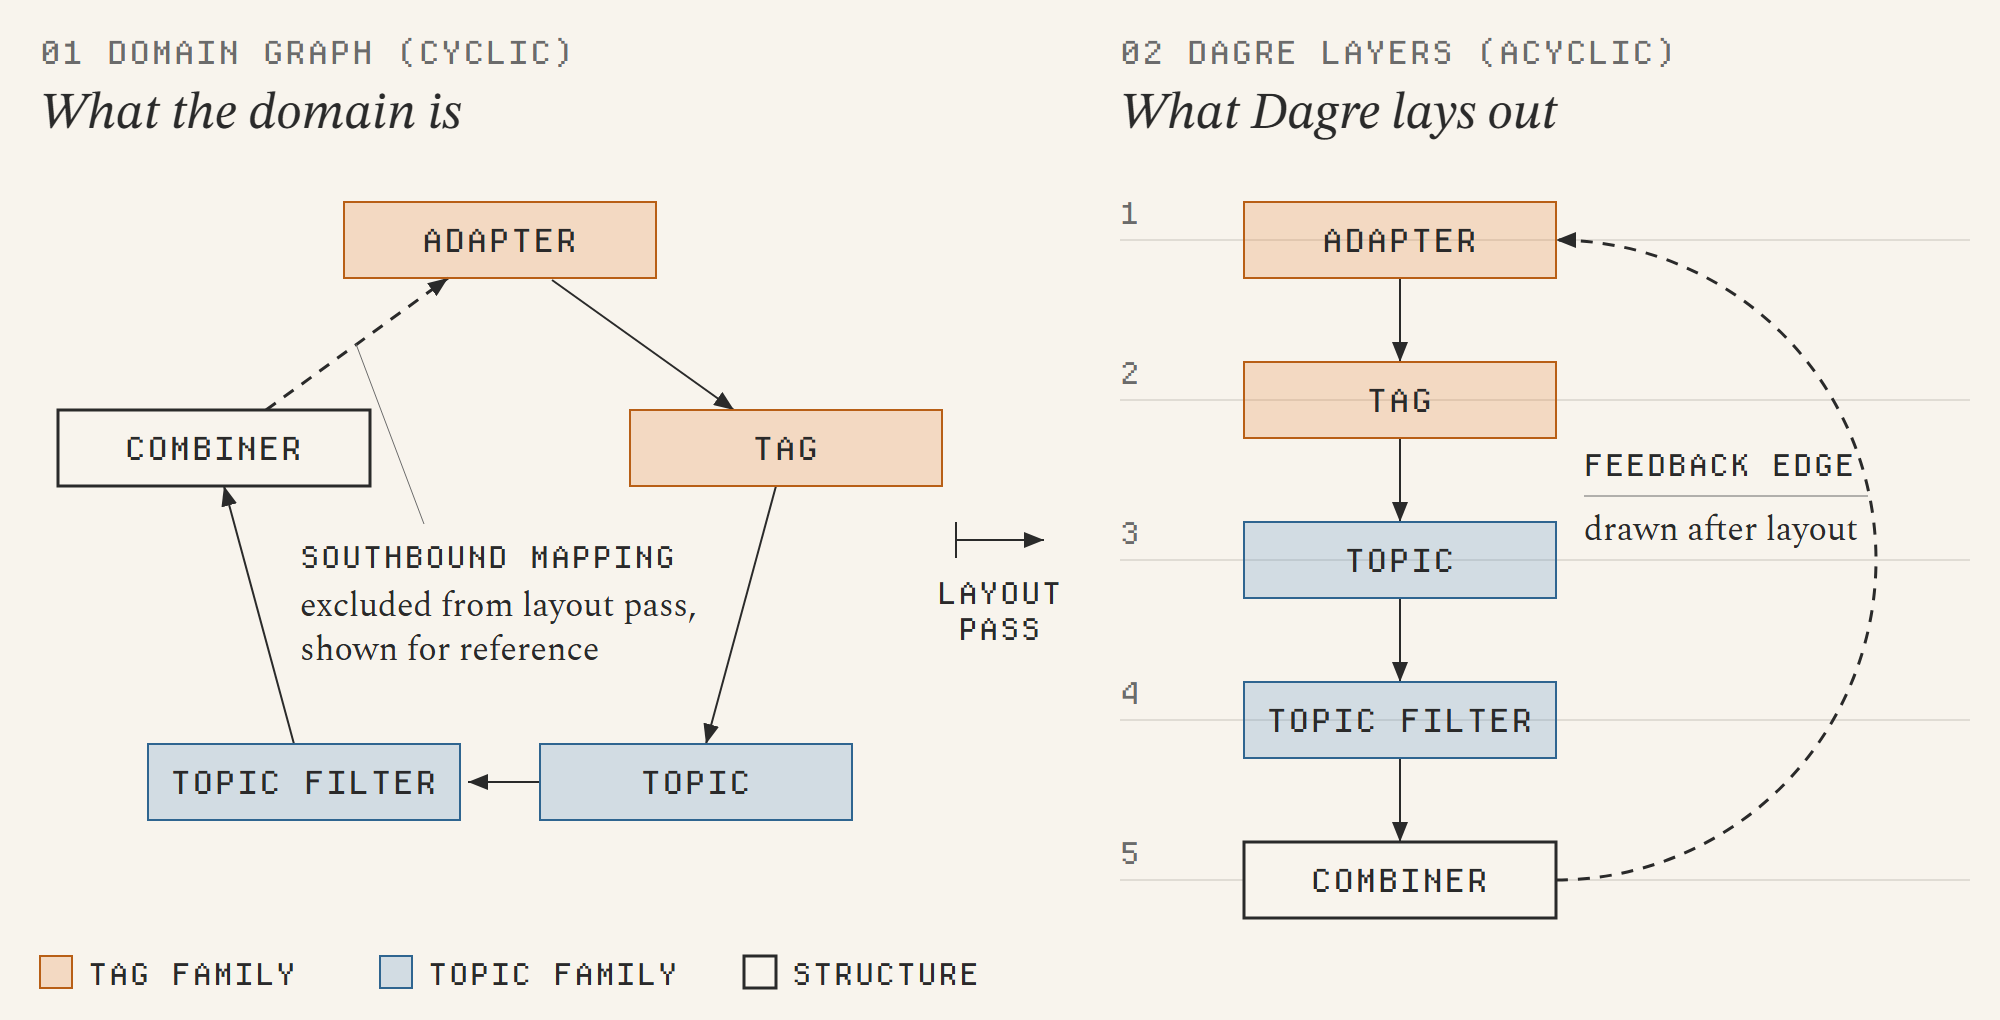 01 DOMAIN GRAPH (CYCLIC)
What the domain is
ADAPTER
COMBINER
TAG
SOUTHBOUND MAPPING
excluded from layout pass,
shown for reference
TOPIC FILTER
TOPIC
LAYOUT
PASS
02 DAGRE LAYERS (ACYCLIC)
What Dagre lays out
1
ADAPTER
2
TAG
FEEDBACK EDGE
drawn after layout
3
TOPIC
4
TOPIC FILTER
5
COMBINER
TAG FAMILY
TOPIC FAMILY
STRUCTURE